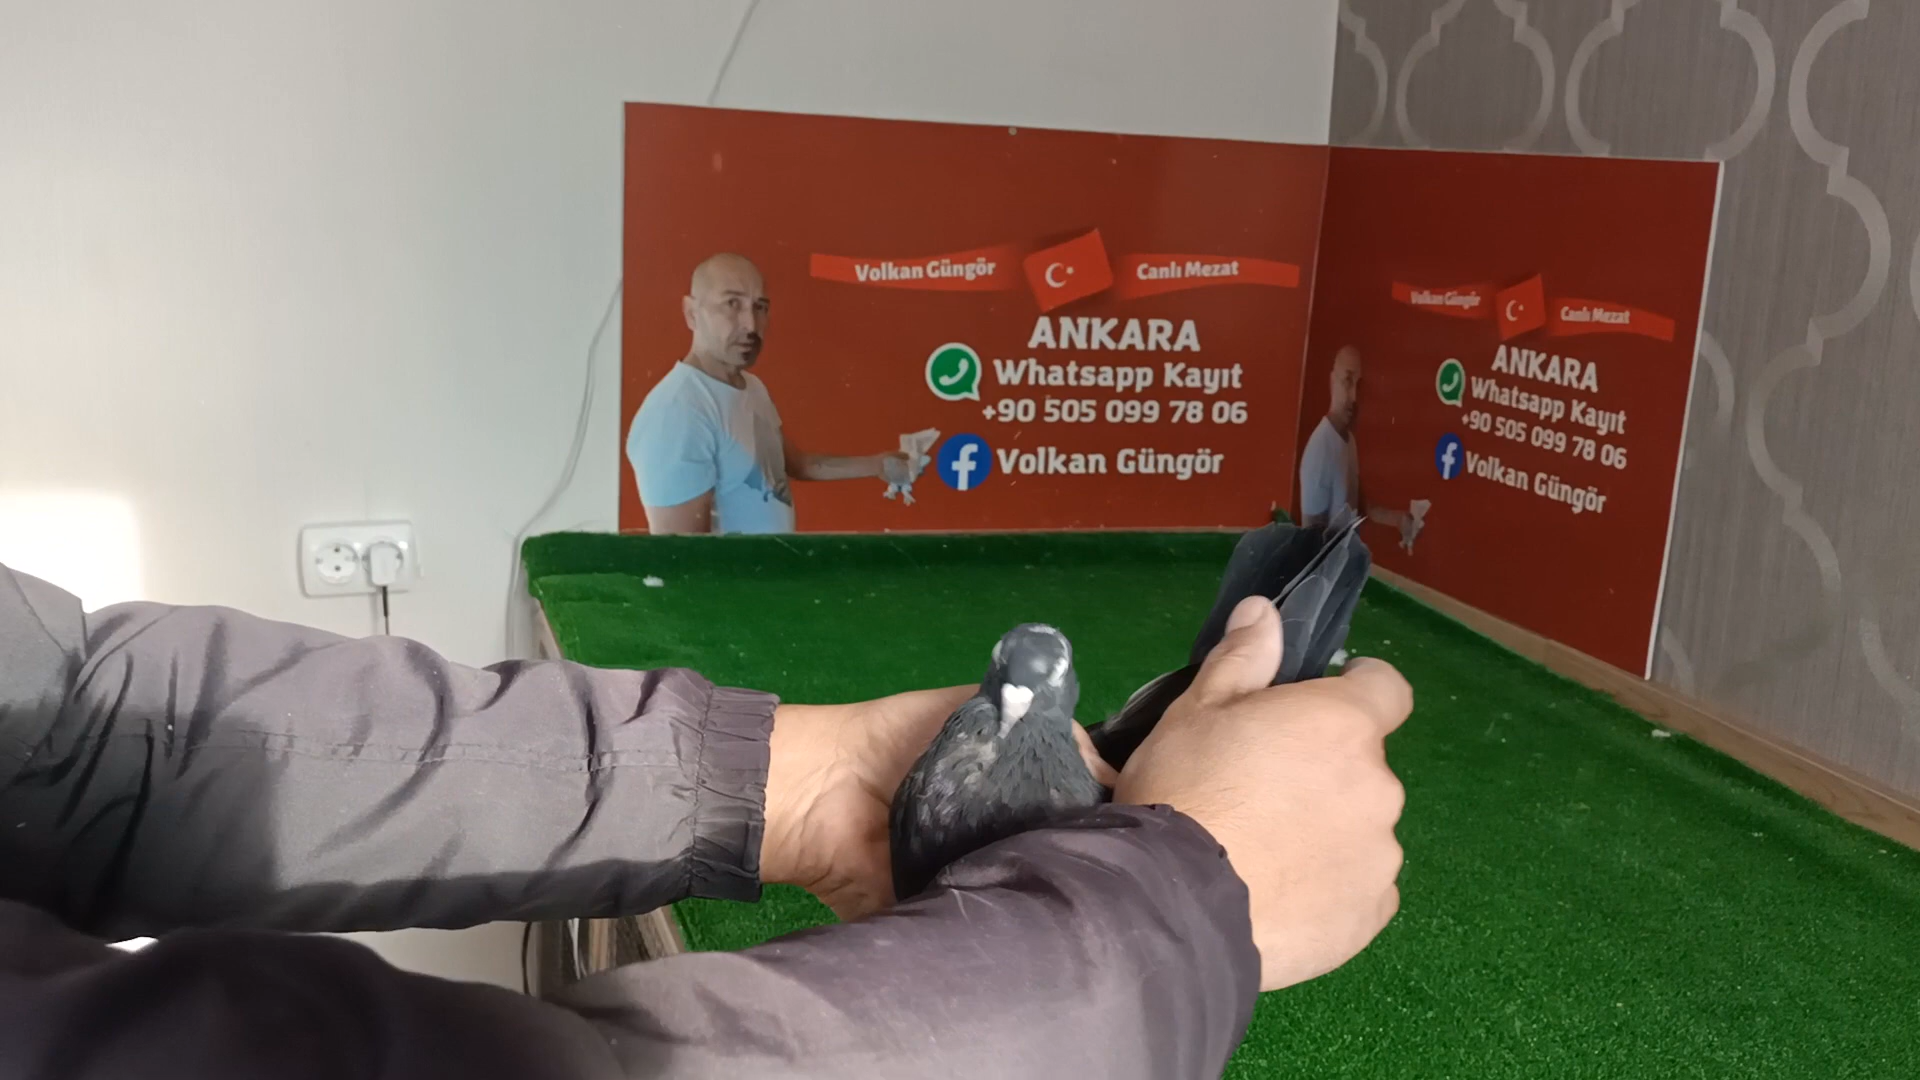 Volkan Güngör
Canlı Mezat
ANKARA
Whatsapp Kayıt
+90 505 099 78 06
Volkan Güngör
Volkan Güngör
Canlı Mezat
ANKARA
Whatsapp Kayıt
+90 505 099 78 06
Volkan Güngör